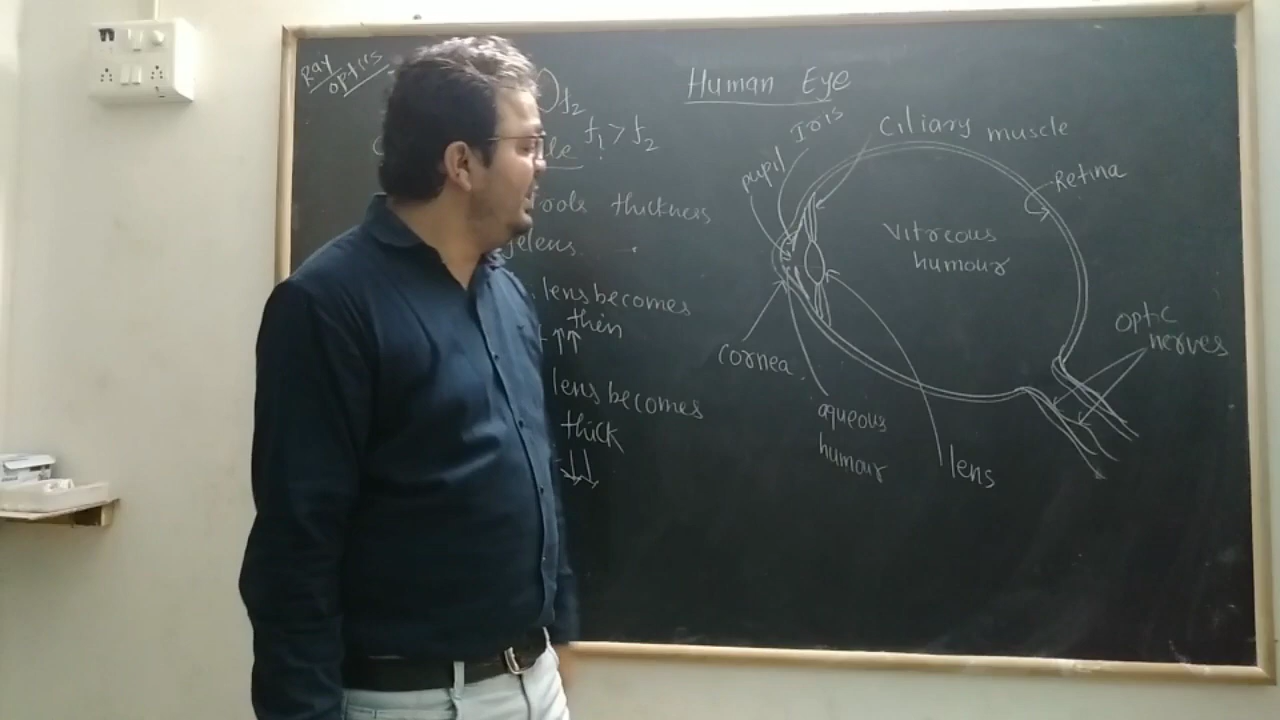 Ray
optics
f2
f1 > f2
thickness
lens becomes
thin
↑↑
lens becomes
thick
↓↓
Human Eye
Iris
pupil
Ciliary muscle
Retina
Vitreous
humour
optic
nerves
cornea
aqueous
humour
lens